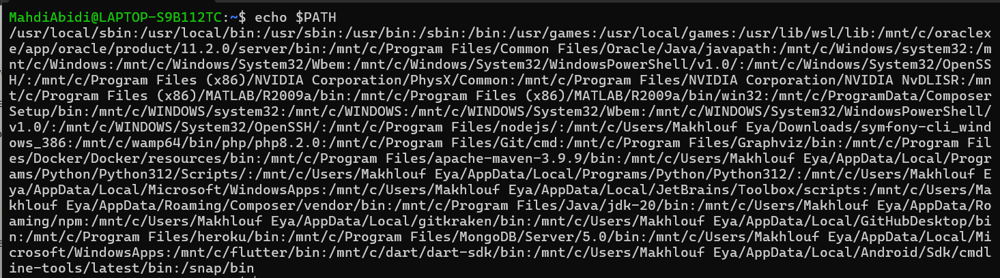 MahdiAbidi@LAPTOP-S9B112TC:~$ echo $PATH
/usr/local/sbin:/usr/local/bin:/usr/sbin:/usr/bin:/sbin:/bin:/usr/games:/usr/local/games:/usr/lib/wsl/lib:/mnt/c/oraclex
e/app/oracle/product/11.2.0/server/bin:/mnt/c/Program Files/Common Files/Oracle/Java/javapath:/mnt/c/Windows/system32:/m
nt/c/Windows:/mnt/c/Windows/System32/Wbem:/mnt/c/Windows/System32/WindowsPowerShell/v1.0/:/mnt/c/Windows/System32/OpenSS
H/:/mnt/c/Program Files (x86)/NVIDIA Corporation/PhysX/Common:/mnt/c/Program Files/NVIDIA Corporation/NVIDIA NvDLISR:/mn
t/c/Program Files (x86)/MATLAB/R2009a/bin:/mnt/c/Program Files (x86)/MATLAB/R2009a/bin/win32:/mnt/c/ProgramData/Composer
Setup/bin:/mnt/c/WINDOWS/system32:/mnt/c/WINDOWS:/mnt/c/WINDOWS/System32/Wbem:/mnt/c/WINDOWS/System32/WindowsPowerShell/
v1.0/:/mnt/c/WINDOWS/System32/OpenSSH/:/mnt/c/Program Files/nodejs/:/mnt/c/Users/Makhlouf Eya/Downloads/symfony-cli_wind
ows_386:/mnt/c/wamp64/bin/php/php8.2.0:/mnt/c/Program Files/Git/cmd:/mnt/c/Program Files/Graphviz/bin:/mnt/c/Program Fil
es/Docker/Docker/resources/bin:/mnt/c/Program Files/apache-maven-3.9.9/bin:/mnt/c/Users/Makhlouf Eya/AppData/Local/Progr
ams/Python/Python312/Scripts/:/mnt/c/Users/Makhlouf Eya/AppData/Local/Programs/Python/Python312/:/mnt/c/Users/Makhlouf E
ya/AppData/Local/Microsoft/WindowsApps:/mnt/c/Users/Makhlouf Eya/AppData/Local/JetBrains/Toolbox/scripts:/mnt/c/Users/Ma
khlouf Eya/AppData/Roaming/Composer/vendor/bin:/mnt/c/Program Files/Java/jdk-20/bin:/mnt/c/Users/Makhlouf Eya/AppData/Ro
aming/npm:/mnt/c/Users/Makhlouf Eya/AppData/Local/gitkraken/bin:/mnt/c/Users/Makhlouf Eya/AppData/Local/GitHubDesktop/bi
n:/mnt/c/Program Files/heroku/bin:/mnt/c/Program Files/MongoDB/Server/5.0/bin:/mnt/c/Users/Makhlouf Eya/AppData/Local/Mi
crosoft/WindowsApps:/mnt/c/flutter/bin:/mnt/c/dart/dart-sdk/bin:/mnt/c/Users/Makhlouf Eya/AppData/Local/Android/Sdk/cmdl
ine-tools/latest/bin:/snap/bin